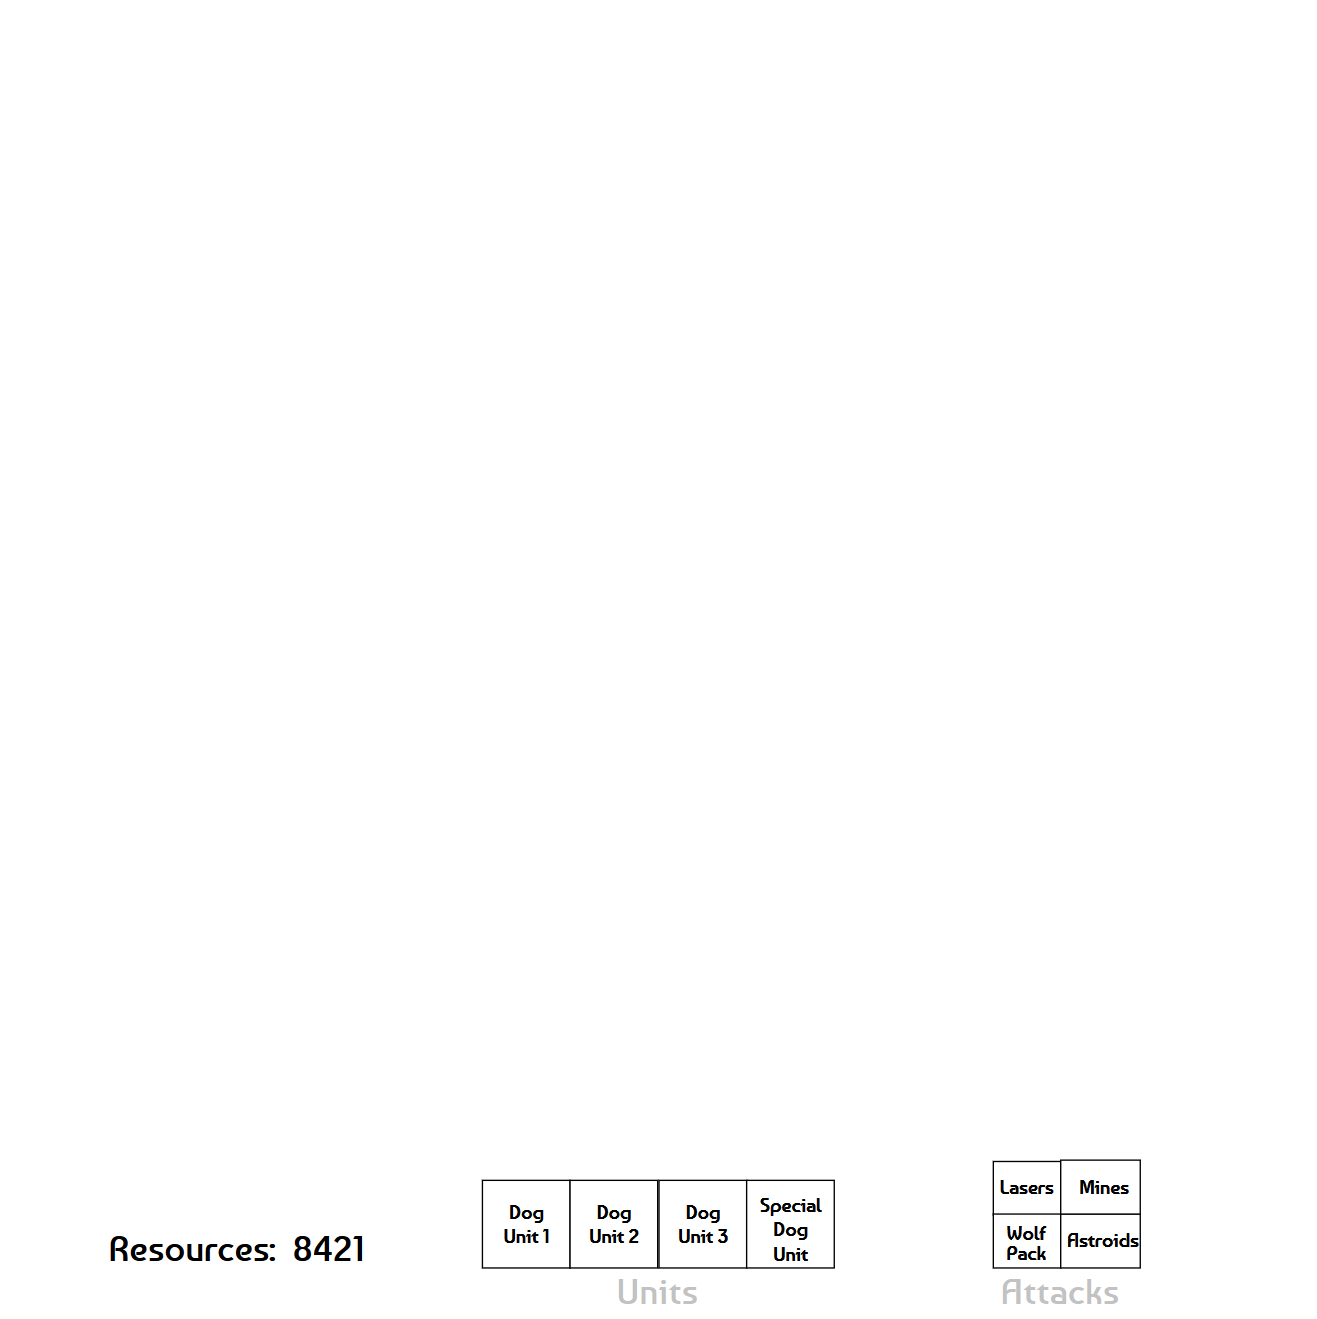 Resources: 8421
Dog
Unit 1
Dog
Unit 2
Dog
Unit 3
Special
Dog
Unit
Units
Lasers
Mines
Wolf
Pack
Astroids
Attacks